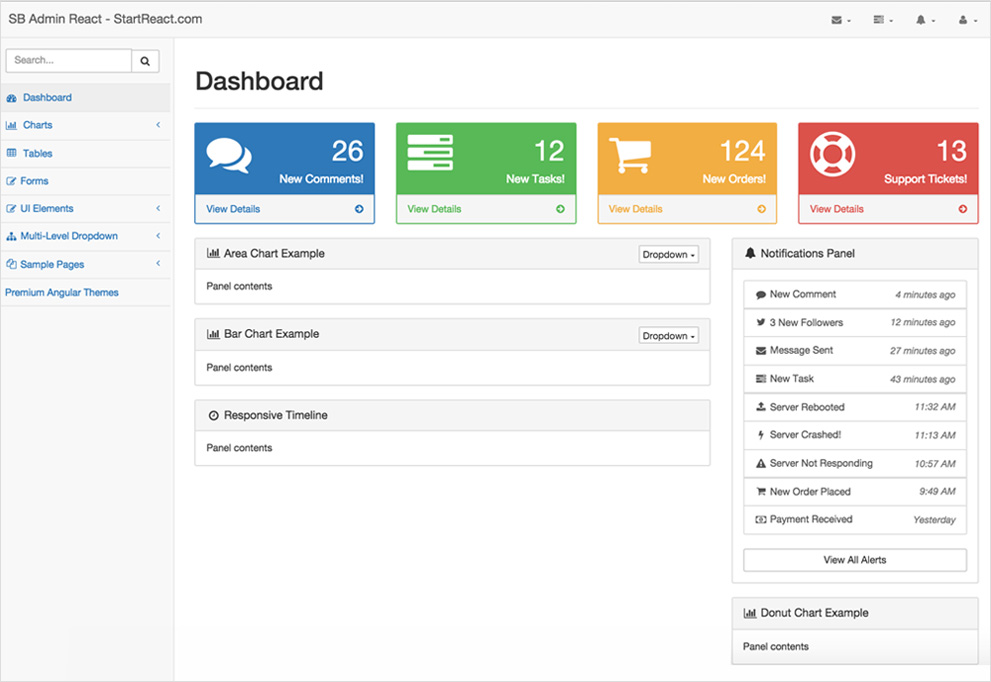 SB Admin React - StartReact.com
Search...
Dashboard
Charts
Tables
Forms
UI Elements
Multi-Level Dropdown
Sample Pages
Premium Angular Themes
Dashboard
26
New Comments!
View Details
12
New Tasks!
View Details
124
New Orders!
View Details
13
Support Tickets!
View Details
Area Chart Example
Dropdown
Panel contents
Bar Chart Example
Dropdown
Panel contents
Responsive Timeline
Panel contents
Notifications Panel
New Comment 4 minutes ago
3 New Followers 12 minutes ago
Message Sent 27 minutes ago
New Task 43 minutes ago
Server Rebooted 11:32 AM
Server Crashed! 11:13 AM
Server Not Responding 10:57 AM
New Order Placed 9:49 AM
Payment Received Yesterday
View All Alerts
Donut Chart Example
Panel contents